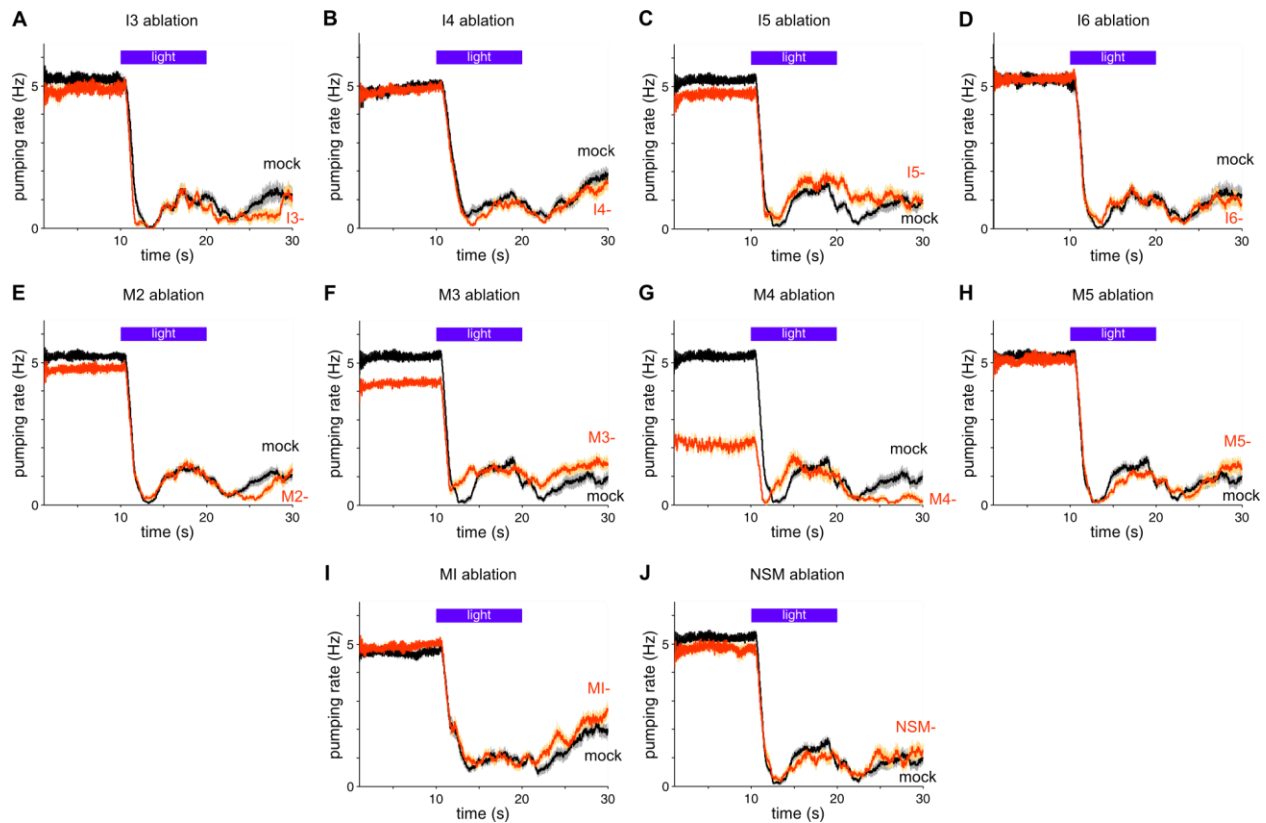 A I3 ablation
light
pumping rate (Hz)
5
mock
I3-
0
10 20 30
time (s)
B I4 ablation
light
pumping rate (Hz)
5
mock
I4-
0
10 20 30
time (s)
C I5 ablation
light
pumping rate (Hz)
5
I5-
mock
0
10 20 30
time (s)
D I6 ablation
light
pumping rate (Hz)
5
mock
I6-
0
10 20 30
time (s)
E M2 ablation
light
pumping rate (Hz)
5
mock
M2-
0
10 20 30
time (s)
F M3 ablation
light
pumping rate (Hz)
5
M3-
mock
0
10 20 30
time (s)
G M4 ablation
light
pumping rate (Hz)
5
mock
M4-
0
10 20 30
time (s)
H M5 ablation
light
pumping rate (Hz)
5
M5-
mock
0
10 20 30
time (s)
I MI ablation
light
pumping rate (Hz)
5
MI-
mock
0
10 20 30
time (s)
J NSM ablation
light
pumping rate (Hz)
5
NSM-
mock
0
10 20 30
time (s)